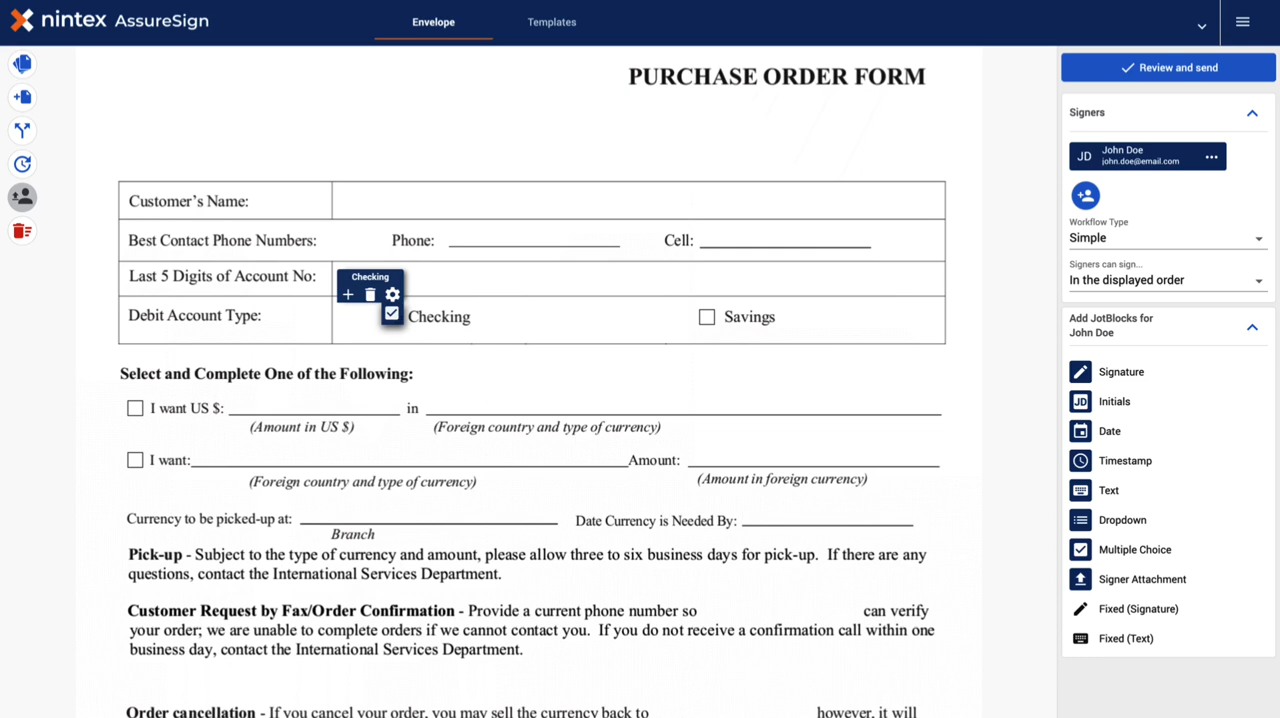 nintex AssureSign
Envelope
Templates
PURCHASE ORDER FORM
Customer's Name:
Best Contact Phone Numbers: Phone: Cell:
Last 5 Digits of Account No:
Checking
Debit Account Type: Checking Savings
Select and Complete One of the Following:
I want US $: in
(Amount in US $) (Foreign country and type of currency)
I want: Amount:
(Foreign country and type of currency) (Amount in foreign currency)
Currency to be picked-up at: Date Currency is Needed By:
Branch
Pick-up - Subject to the type of currency and amount, please allow three to six business days for pick-up. If there are any
questions, contact the International Services Department.
Customer Request by Fax/Order Confirmation - Provide a current phone number so can verify
your order; we are unable to complete orders if we cannot contact you. If you do not receive a confirmation call within one
business day, contact the International Services Department.
Order cancellation - If you cancel your order, you may sell the currency back to however, it will
Review and send
Signers
JD John Doe
john.doe@email.com
Workflow Type
Simple
Signers can sign...
In the displayed order
Add JotBlocks for
John Doe
Signature
JD Initials
Date
Timestamp
Text
Dropdown
Multiple Choice
Signer Attachment
Fixed (Signature)
Fixed (Text)